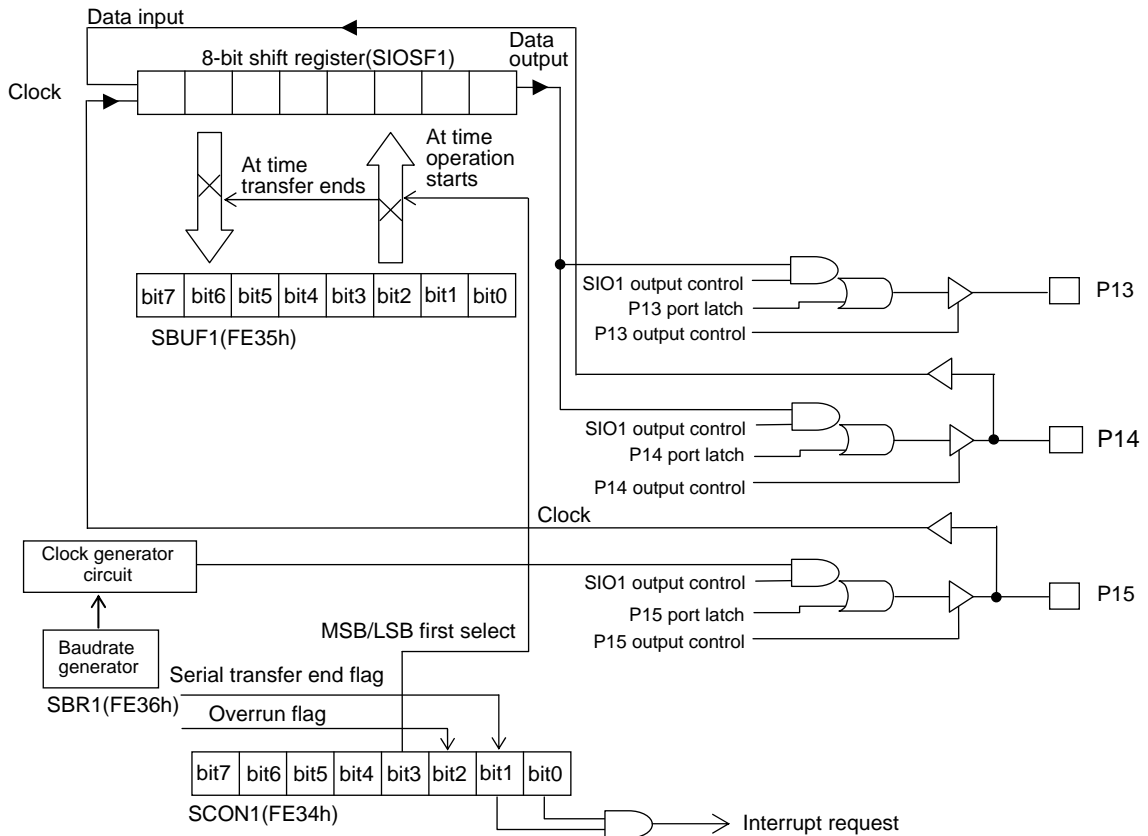 Data input
8-bit shift register(SIOSF1)
Data
output
Clock
At time
operation
starts
At time
transfer ends
bit7 bit6 bit5 bit4 bit3 bit2 bit1 bit0
SBUF1(FE35h)
SIO1 output control
P13 port latch
P13 output control
P13
SIO1 output control
P14 port latch
P14 output control
P14
Clock
Clock generator
circuit
SIO1 output control
P15 port latch
P15 output control
P15
Baudrate
generator
SBR1(FE36h)
MSB/LSB first select
Serial transfer end flag
Overrun flag
bit7 bit6 bit5 bit4 bit3 bit2 bit1 bit0
SCON1(FE34h)
Interrupt request